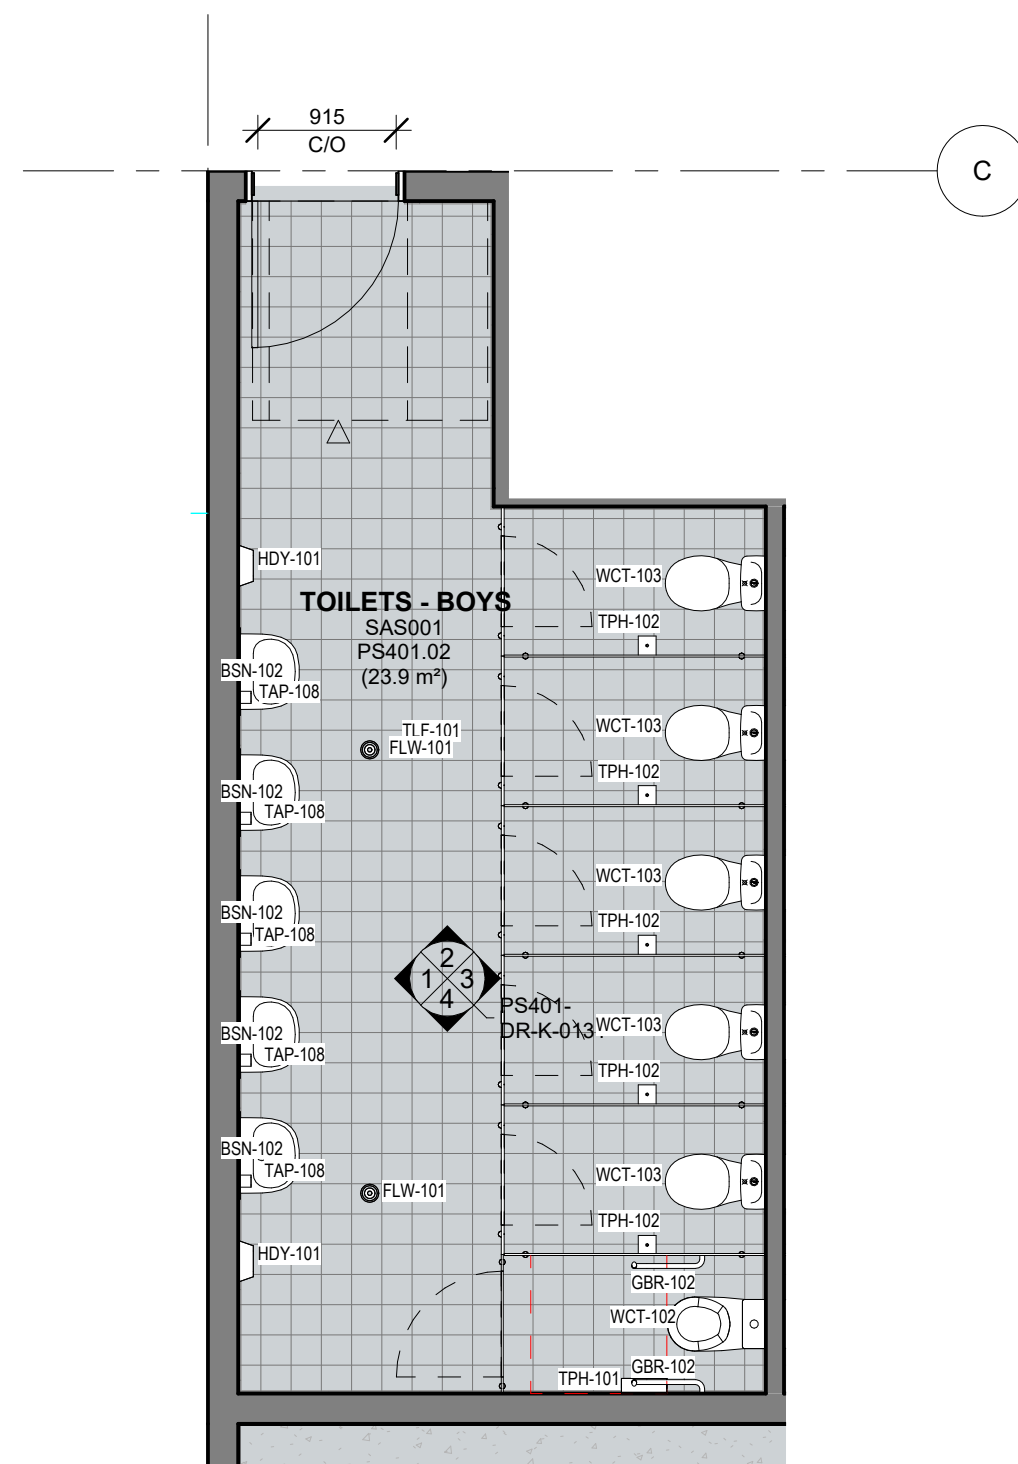 915
C/O
C
HDY-101
WCT-103
TOILETS - BOYS
SAS001
PS401.02
(23.9 m²)
TPH-102
BSN-102
TAP-108
TLF-101
FLW-101
WCT-103
TPH-102
BSN-102
TAP-108
WCT-103
TPH-102
BSN-102
TAP-108
2
1
3
4
PS401-
DR-K-013
WCT-103
TPH-102
BSN-102
TAP-108
WCT-103
TPH-102
BSN-102
TAP-108
FLW-101
HDY-101
GBR-102
WCT-102
GBR-102
TPH-101